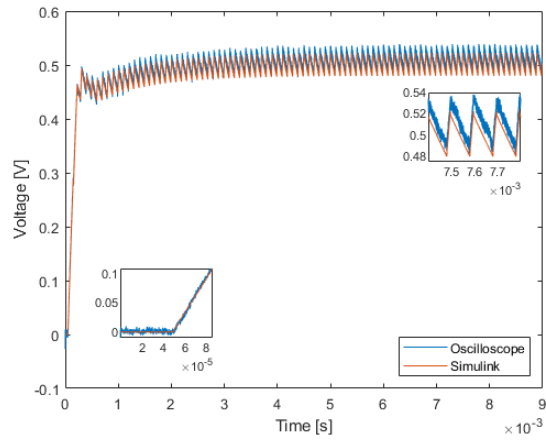 0.6
0.5
0.4
0.3
0.2
0.1
0
-0.1
Voltage [V]
0.54
0.52
0.5
0.48
7.5 7.6 7.7
×10⁻³
0.1
0.05
0
2 4 6 8
×10⁻⁵
Oscilloscope
Simulink
0 1 2 3 4 5 6 7 8 9
Time [s]
×10⁻³